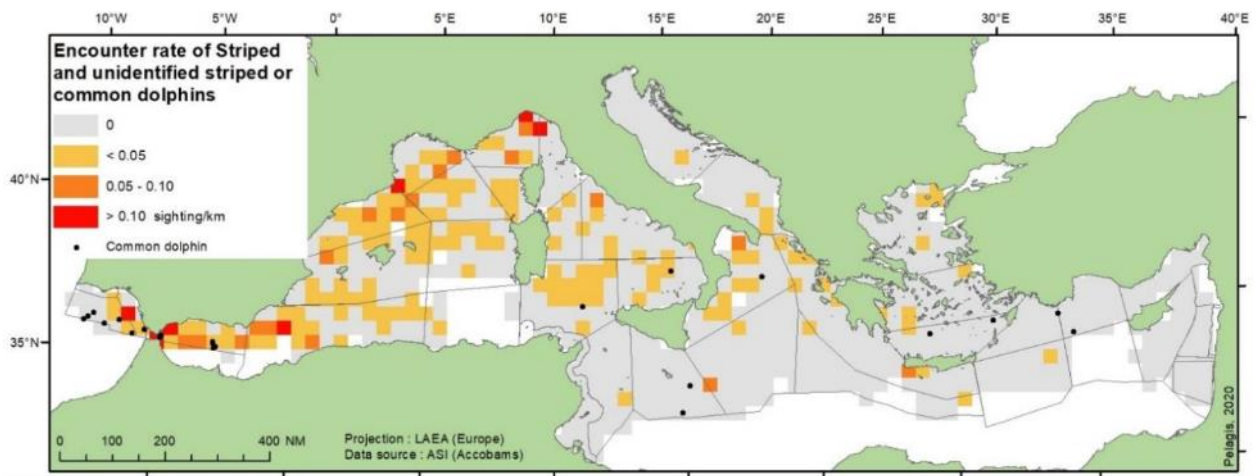 10°W 5°W 0° 5°E 10°E 15°E 20°E 25°E 30°E 35°E 40°E
Encounter rate of Striped
and unidentified striped or
common dolphins
0
< 0.05
0.05 - 0.10
> 0.10 sighting/km
Common dolphin
40°N
35°N
0 100 200 400 NM
Projection : LAEA (Europe)
Data source : ASI (Accobams)
Pelagis, 2020